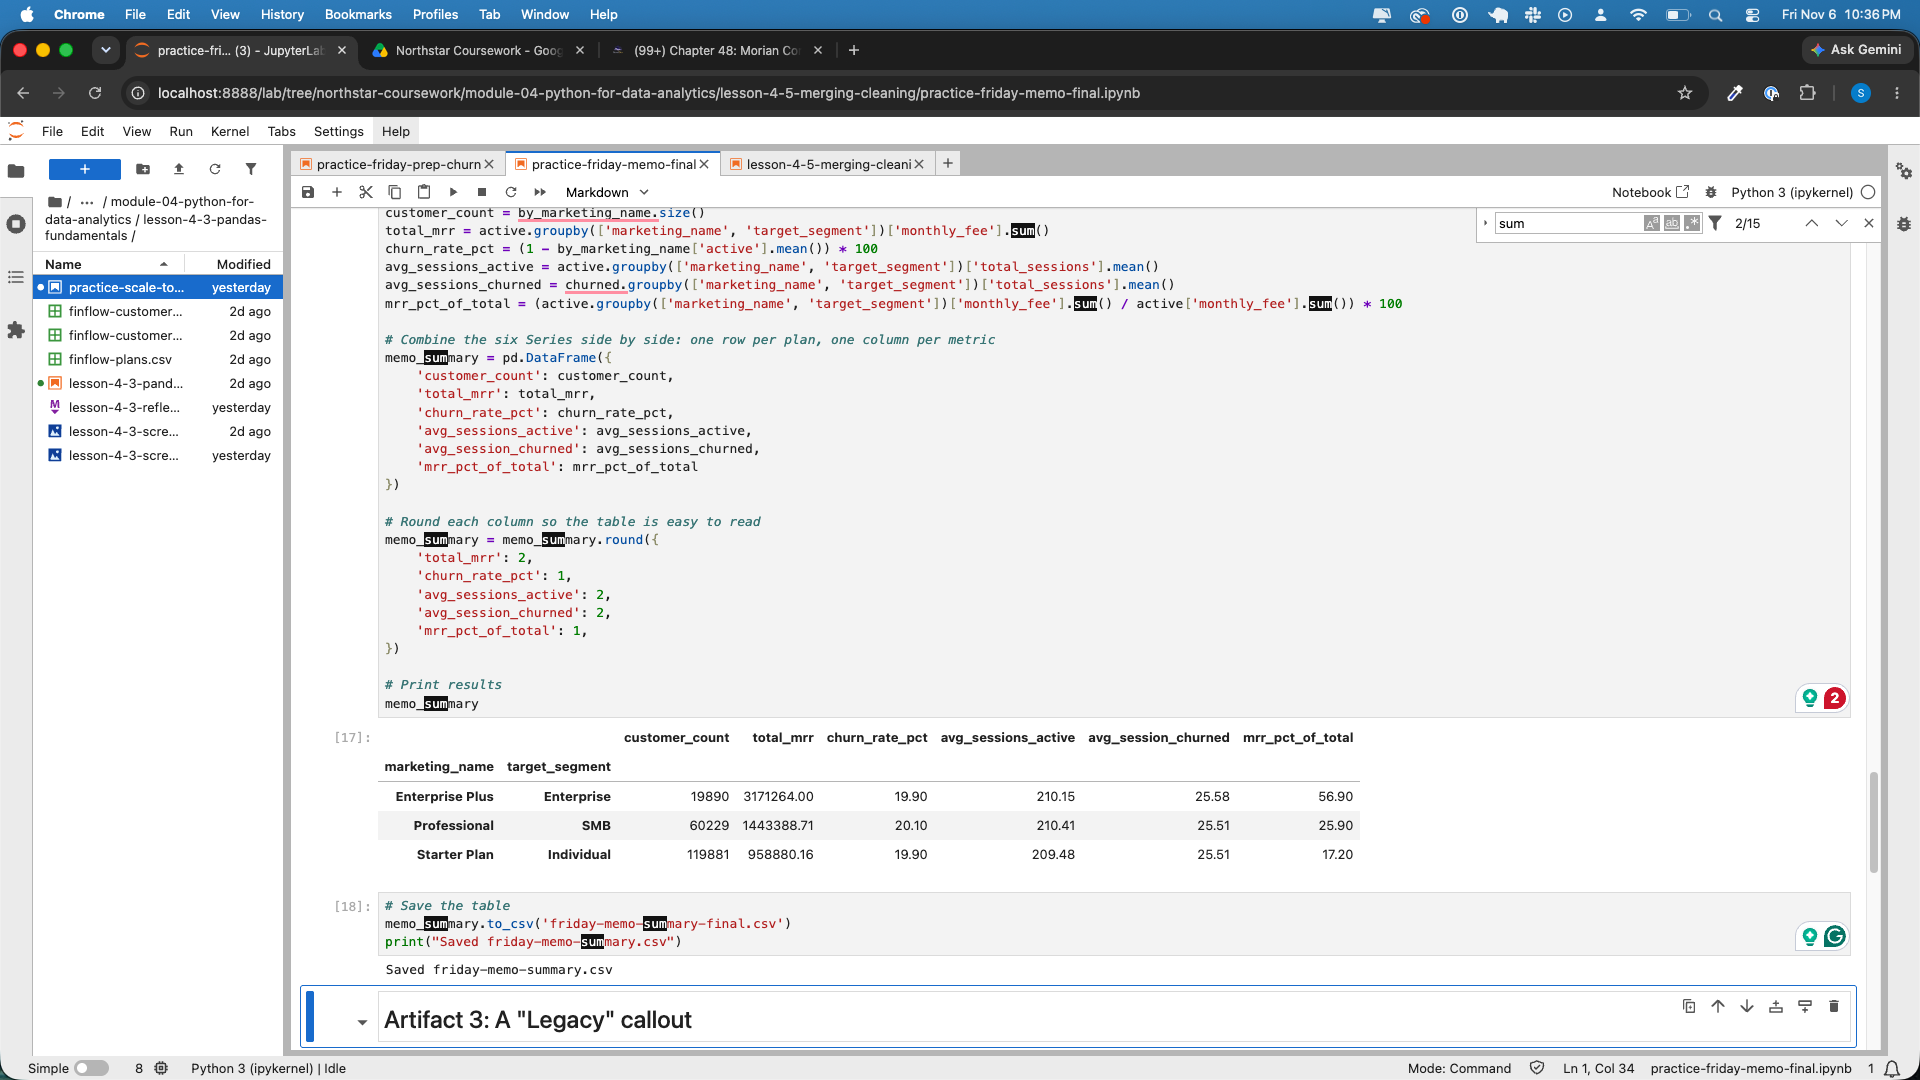 Chrome File Edit View History Bookmarks Profiles Tab Window Help Fri Nov 6 10:36 PM
practice-fri... (3) - JupyterLa Northstar Coursework - Goog (99+) Chapter 48: Morian Co Ask Gemini
localhost:8888/lab/tree/northstar-coursework/module-04-python-for-data-analytics/lesson-4-5-merging-cleaning/practice-friday-memo-final.ipynb S
File Edit View Run Kernel Tabs Settings Help
practice-friday-prep-churn practice-friday-memo-final lesson-4-5-merging-cleani
Markdown Notebook Python 3 (ipykernel)
/ ... / module-04-python-for-
data-analytics / lesson-4-3-pandas-
fundamentals /
Name Modified
practice-scale-to... yesterday
finflow-customer... 2d ago
finflow-customer... 2d ago
finflow-plans.csv 2d ago
lesson-4-3-pand... 2d ago
lesson-4-3-refle... yesterday
lesson-4-3-scre... 2d ago
lesson-4-3-scre... yesterday
sum 2/15
customer_count = by_marketing_name.size()
total_mrr = active.groupby(['marketing_name', 'target_segment'])['monthly_fee'].sum()
churn_rate_pct = (1 - by_marketing_name['active'].mean()) * 100
avg_sessions_active = active.groupby(['marketing_name', 'target_segment'])['total_sessions'].mean()
avg_sessions_churned = churned.groupby(['marketing_name', 'target_segment'])['total_sessions'].mean()
mrr_pct_of_total = (active.groupby(['marketing_name', 'target_segment'])['monthly_fee'].sum() / active['monthly_fee'].sum()) * 100
# Combine the six Series side by side: one row per plan, one column per metric
memo_summary = pd.DataFrame({
'customer_count': customer_count,
'total_mrr': total_mrr,
'churn_rate_pct': churn_rate_pct,
'avg_sessions_active': avg_sessions_active,
'avg_session_churned': avg_sessions_churned,
'mrr_pct_of_total': mrr_pct_of_total
})
# Round each column so the table is easy to read
memo_summary = memo_summary.round({
'total_mrr': 2,
'churn_rate_pct': 1,
'avg_sessions_active': 2,
'avg_session_churned': 2,
'mrr_pct_of_total': 1,
})
# Print results
memo_summary
2
[17]: customer_count total_mrr churn_rate_pct avg_sessions_active avg_session_churned mrr_pct_of_total
marketing_name target_segment
Enterprise Plus Enterprise 19890 3171264.00 19.90 210.15 25.58 56.90
Professional SMB 60229 1443388.71 20.10 210.41 25.51 25.90
Starter Plan Individual 119881 958880.16 19.90 209.48 25.51 17.20
[18]: # Save the table
memo_summary.to_csv('friday-memo-summary-final.csv')
print("Saved friday-memo-summary.csv")
Saved friday-memo-summary.csv
Artifact 3: A "Legacy" callout
Simple 8 Python 3 (ipykernel) | Idle Mode: Command Ln 1, Col 34 practice-friday-memo-final.ipynb 1